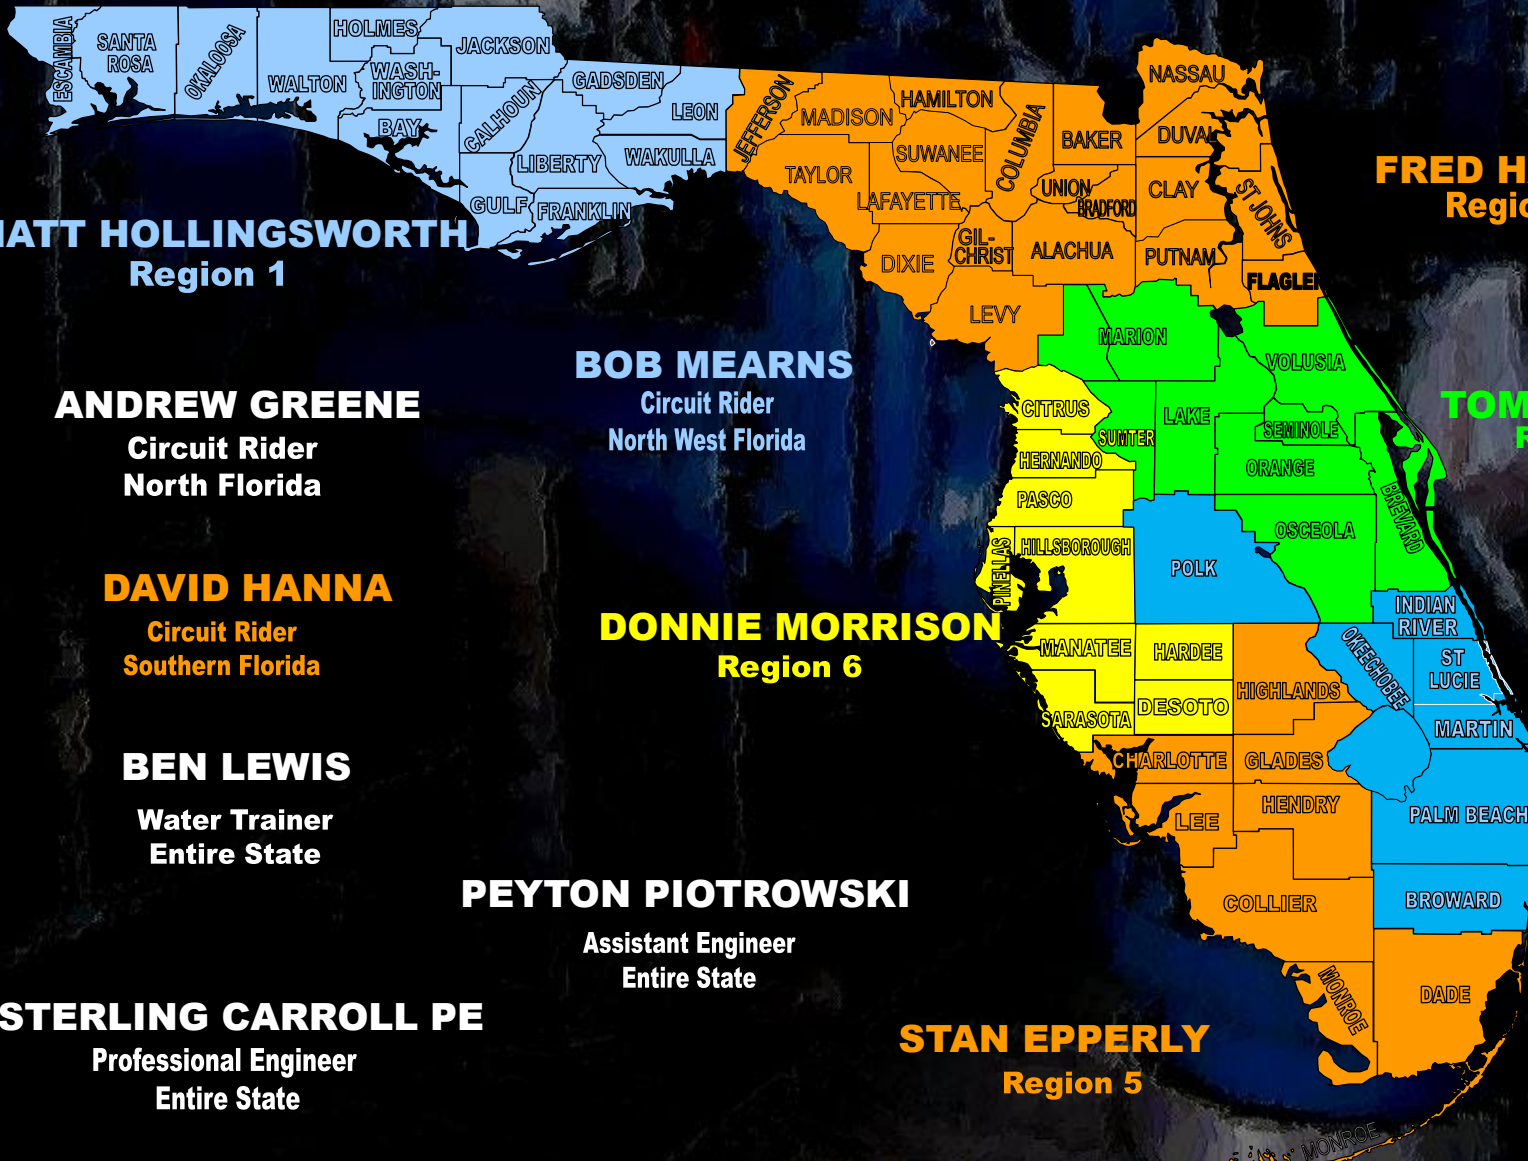 ESCAMBIA
SANTA
ROSA
OKALOOSA
WALTON
HOLMES
WASH-
INGTON
JACKSON
BAY
CALHOUN
GADSDEN
LEON
LIBERTY
WAKULLA
GULF
FRANKLIN
JEFFERSON
MADISON
HAMILTON
TAYLOR
SUWANEE
LAFAYETTE
COLUMBIA
BAKER
NASSAU
DUVAL
UNION
BRADFORD
CLAY
ST JOHNS
DIXIE
GIL-
CHRIST
ALACHUA
PUTNAM
FLAGLER
LEVY
FRED H
Regio
MATT HOLLINGSWORTH
Region 1
BOB MEARNS
Circuit Rider
North West Florida
ANDREW GREENE
Circuit Rider
North Florida
MARION
VOLUSIA
CITRUS
SUMTER
LAKE
SEMINOLE
HERNANDO
ORANGE
PASCO
BREVARD
OSCEOLA
TOM
R
PINELLAS
HILLSBOROUGH
POLK
INDIAN
RIVER
DAVID HANNA
Circuit Rider
Southern Florida
DONNIE MORRISON
Region 6
MANATEE
HARDEE
OKEECHOBEE
ST
LUCIE
HIGHLANDS
SARASOTA
DESOTO
MARTIN
CHARLOTTE
GLADES
LEE
HENDRY
PALM BEACH
BEN LEWIS
Water Trainer
Entire State
COLLIER
BROWARD
PEYTON PIOTROWSKI
Assistant Engineer
Entire State
MONROE
DADE
STERLING CARROLL PE
Professional Engineer
Entire State
STAN EPPERLY
Region 5
MONROE